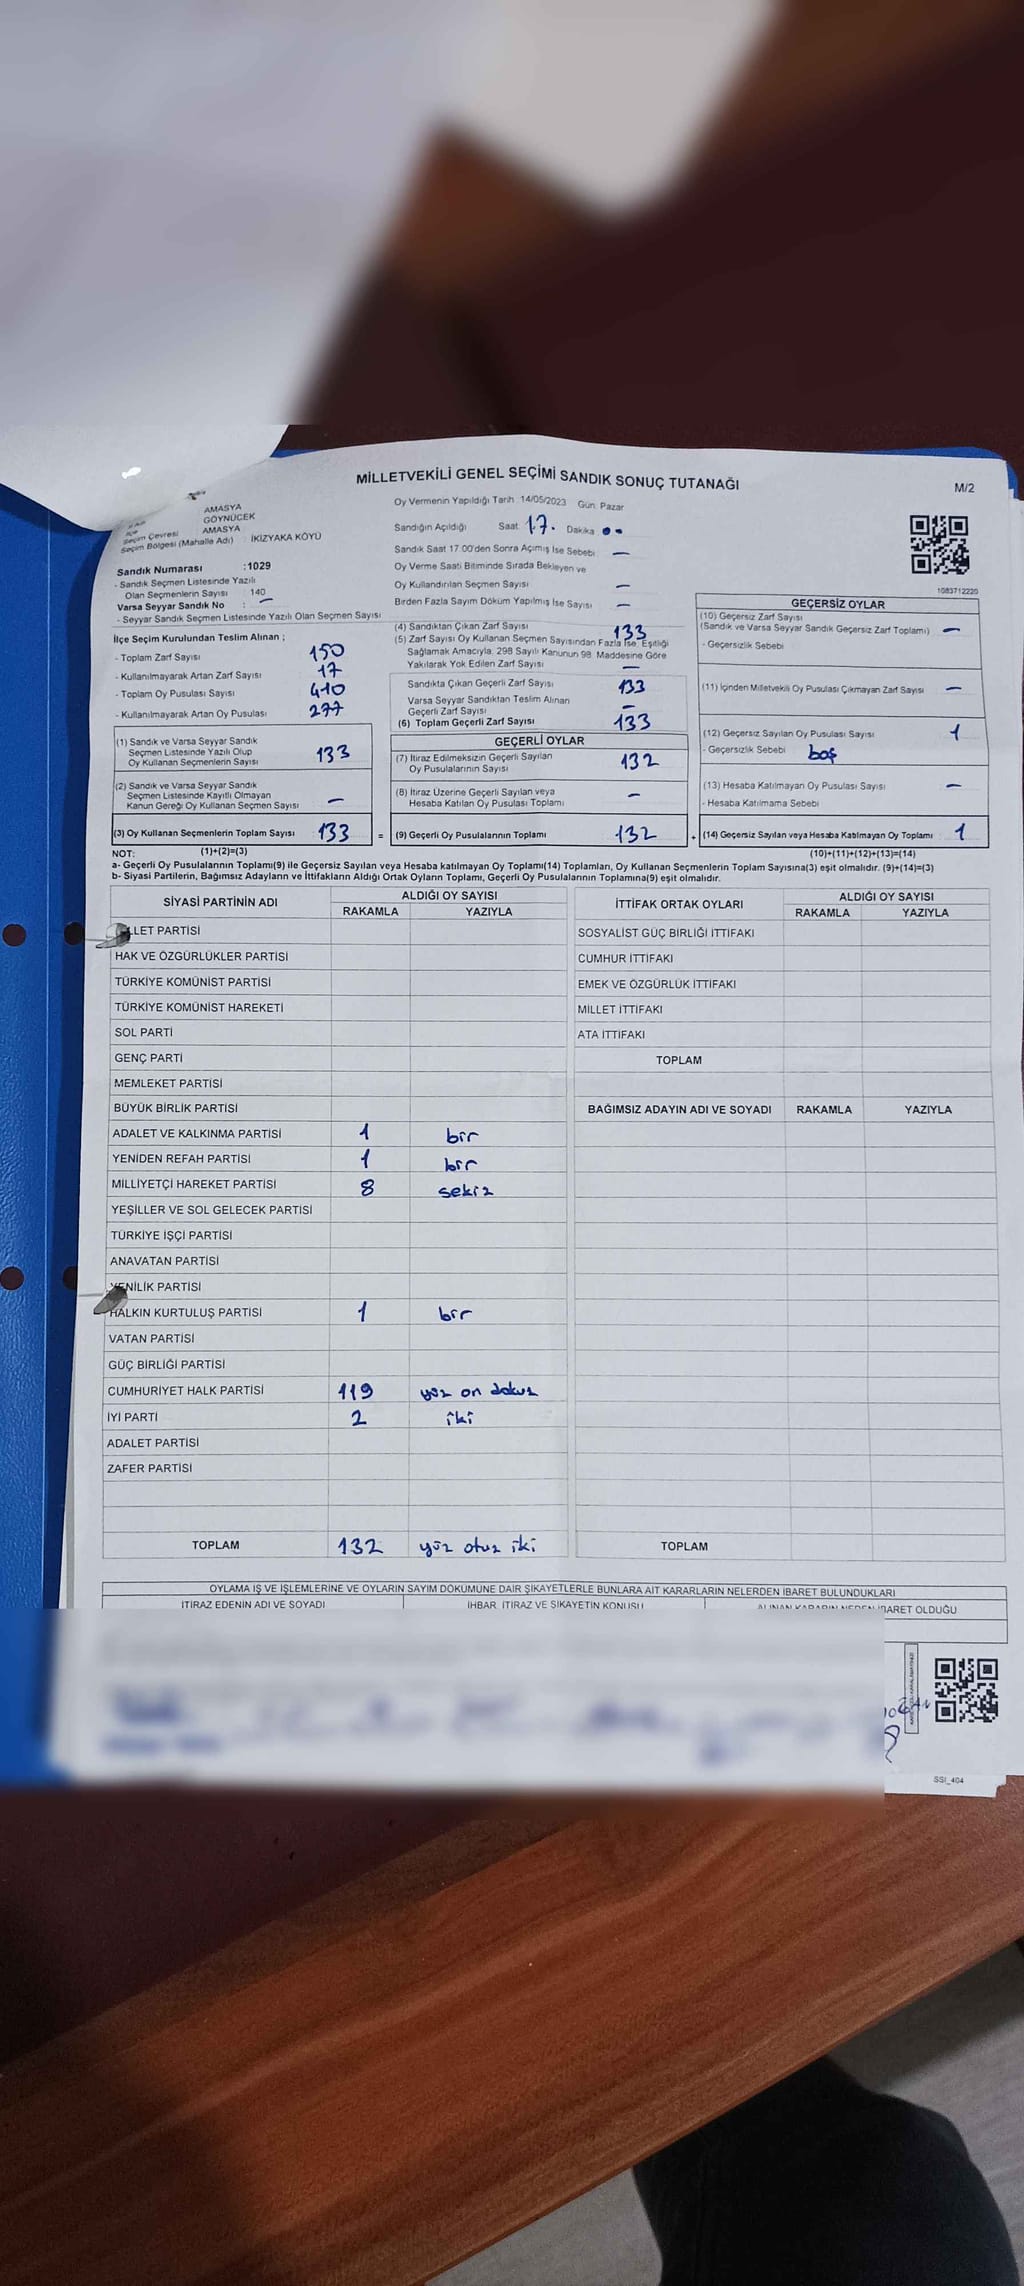 MİLLETVEKİLİ GENEL SEÇİMİ SANDIK SONUÇ TUTANAĞI
M/2
AMASYA
İlçe GÖYNÜCEK
Seçim Çevresi AMASYA
Seçim Bölgesi (Mahalle Adı) : İKİZYAKA KÖYÜ
Sandık Numarası :1029
- Sandık Seçmen Listesinde Yazılı
Olan Seçmenlerin Sayısı 140
Varsa Seyyar Sandık No –
- Seyyar Sandık Seçmen Listesinde Yazılı Olan Seçmen Sayısı
İlçe Seçim Kurulundan Teslim Alınan ;
- Toplam Zarf Sayısı 150
- Kullanılmayarak Artan Zarf Sayısı 17
- Toplam Oy Pusulası Sayısı 410
- Kullanılmayarak Artan Oy Pusulası 277
(1) Sandık ve Varsa Seyyar Sandık
Seçmen Listesinde Yazılı Olup
Oy Kullanan Seçmenlerin Sayısı 133
(2) Sandık ve Varsa Seyyar Sandık
Seçmen Listesinde Kayıtlı Olmayan
Kanun Gereği Oy Kullanan Seçmen Sayısı –
(3) Oy Kullanan Seçmenlerin Toplam Sayısı 133 =
(1)+(2)=(3)
Oy Vermenin Yapıldığı Tarih 14/05/2023 Gün: Pazar
Sandığın Açıldığı Saat 17. Dakika ••
Sandık Saat 17.00'den Sonra Açımış İse Sebebi –
Oy Verme Saati Bitiminde Sırada Bekleyen ve
Oy Kullandırılan Seçmen Sayısı –
Birden Fazla Sayım Döküm Yapılmış İse Sayısı –
(4) Sandıktan Çıkan Zarf Sayısı 133
(5) Zarf Sayısı Oy Kullanan Seçmen Sayısından Fazla İse, Eşitliği
Sağlamak Amacıyla, 298 Sayılı Kanunun 98. Maddesine Göre
Yakılarak Yok Edilen Zarf Sayısı –
Sandıkta Çıkan Geçerli Zarf Sayısı 133
Varsa Seyyar Sandıktan Teslim Alınan
Geçerli Zarf Sayısı –
(6) Toplam Geçerli Zarf Sayısı 133
GEÇERLİ OYLAR
(7) İtiraz Edilmeksizin Geçerli Sayılan
Oy Pusulalarının Sayısı 132
(8) İtiraz Üzerine Geçerli Sayılan veya
Hesaba Katılan Oy Pusulası Toplamı –
(9) Geçerli Oy Pusulalarının Toplamı 132 +
1083712220
GEÇERSİZ OYLAR
(10) Geçersiz Zarf Sayısı
(Sandık ve Varsa Seyyar Sandık Geçersiz Zarf Toplamı) –
- Geçersizlik Sebebi
(11) İçinden Milletvekili Oy Pusulası Çıkmayan Zarf Sayısı –
(12) Geçersiz Sayılan Oy Pusulası Sayısı 1
- Geçersizlik Sebebi boş
(13) Hesaba Katılmayan Oy Pusulası Sayısı –
- Hesaba Katılmama Sebebi
(14) Geçersiz Sayılan veya Hesaba Katılmayan Oy Toplamı 1
(10)+(11)+(12)+(13)=(14)
NOT:
a- Geçerli Oy Pusulalarının Toplamı(9) ile Geçersiz Sayılan veya Hesaba katılmayan Oy Toplamı(14) Toplamları, Oy Kullanan Seçmenlerin Toplam Sayısına(3) eşit olmalıdır. (9)+(14)=(3)
b- Siyasi Partilerin, Bağımsız Adayların ve İttifakların Aldığı Ortak Oyların Toplamı, Geçerli Oy Pusulalarının Toplamına(9) eşit olmalıdır.
SİYASİ PARTİNİN ADI ALDIĞI OY SAYISI
RAKAMLA YAZIYLA
LLET PARTİSİ
HAK VE ÖZGÜRLÜKLER PARTİSİ
TÜRKİYE KOMÜNİST PARTİSİ
TÜRKİYE KOMÜNİST HAREKETİ
SOL PARTİ
GENÇ PARTİ
MEMLEKET PARTİSİ
BÜYÜK BİRLİK PARTİSİ
ADALET VE KALKINMA PARTİSİ 1 bir
YENİDEN REFAH PARTİSİ 1 bir
MİLLİYETÇİ HAREKET PARTİSİ 8 sekiz
YEŞİLLER VE SOL GELECEK PARTİSİ
TÜRKİYE İŞÇİ PARTİSİ
ANAVATAN PARTİSİ
YENİLİK PARTİSİ
HALKIN KURTULUŞ PARTİSİ 1 bir
VATAN PARTİSİ
GÜÇ BİRLİĞİ PARTİSİ
CUMHURİYET HALK PARTİSİ 119 yüz on dokuz
İYİ PARTİ 2 iki
ADALET PARTİSİ
ZAFER PARTİSİ
TOPLAM 132 yüz otuz iki
İTTİFAK ORTAK OYLARI ALDIĞI OY SAYISI
RAKAMLA YAZIYLA
SOSYALİST GÜÇ BİRLİĞİ İTTİFAKI
CUMHUR İTTİFAKI
EMEK VE ÖZGÜRLÜK İTTİFAKI
MİLLET İTTİFAKI
ATA İTTİFAKI
TOPLAM
BAĞIMSIZ ADAYIN ADI VE SOYADI RAKAMLA YAZIYLA
TOPLAM
OYLAMA İŞ VE İŞLEMLERİNE VE OYLARIN SAYIM DÖKÜMÜNE DAİR ŞİKAYETLERLE BUNLARA AİT KARARLARIN NELERDEN İBARET BULUNDUKLARI
İTİRAZ EDENİN ADI VE SOYADI İHBAR, İTİRAZ VE ŞİKAYETİN KONUSU ALINAN KARARIN NEDEN İBARET OLDUĞU
SSI_404